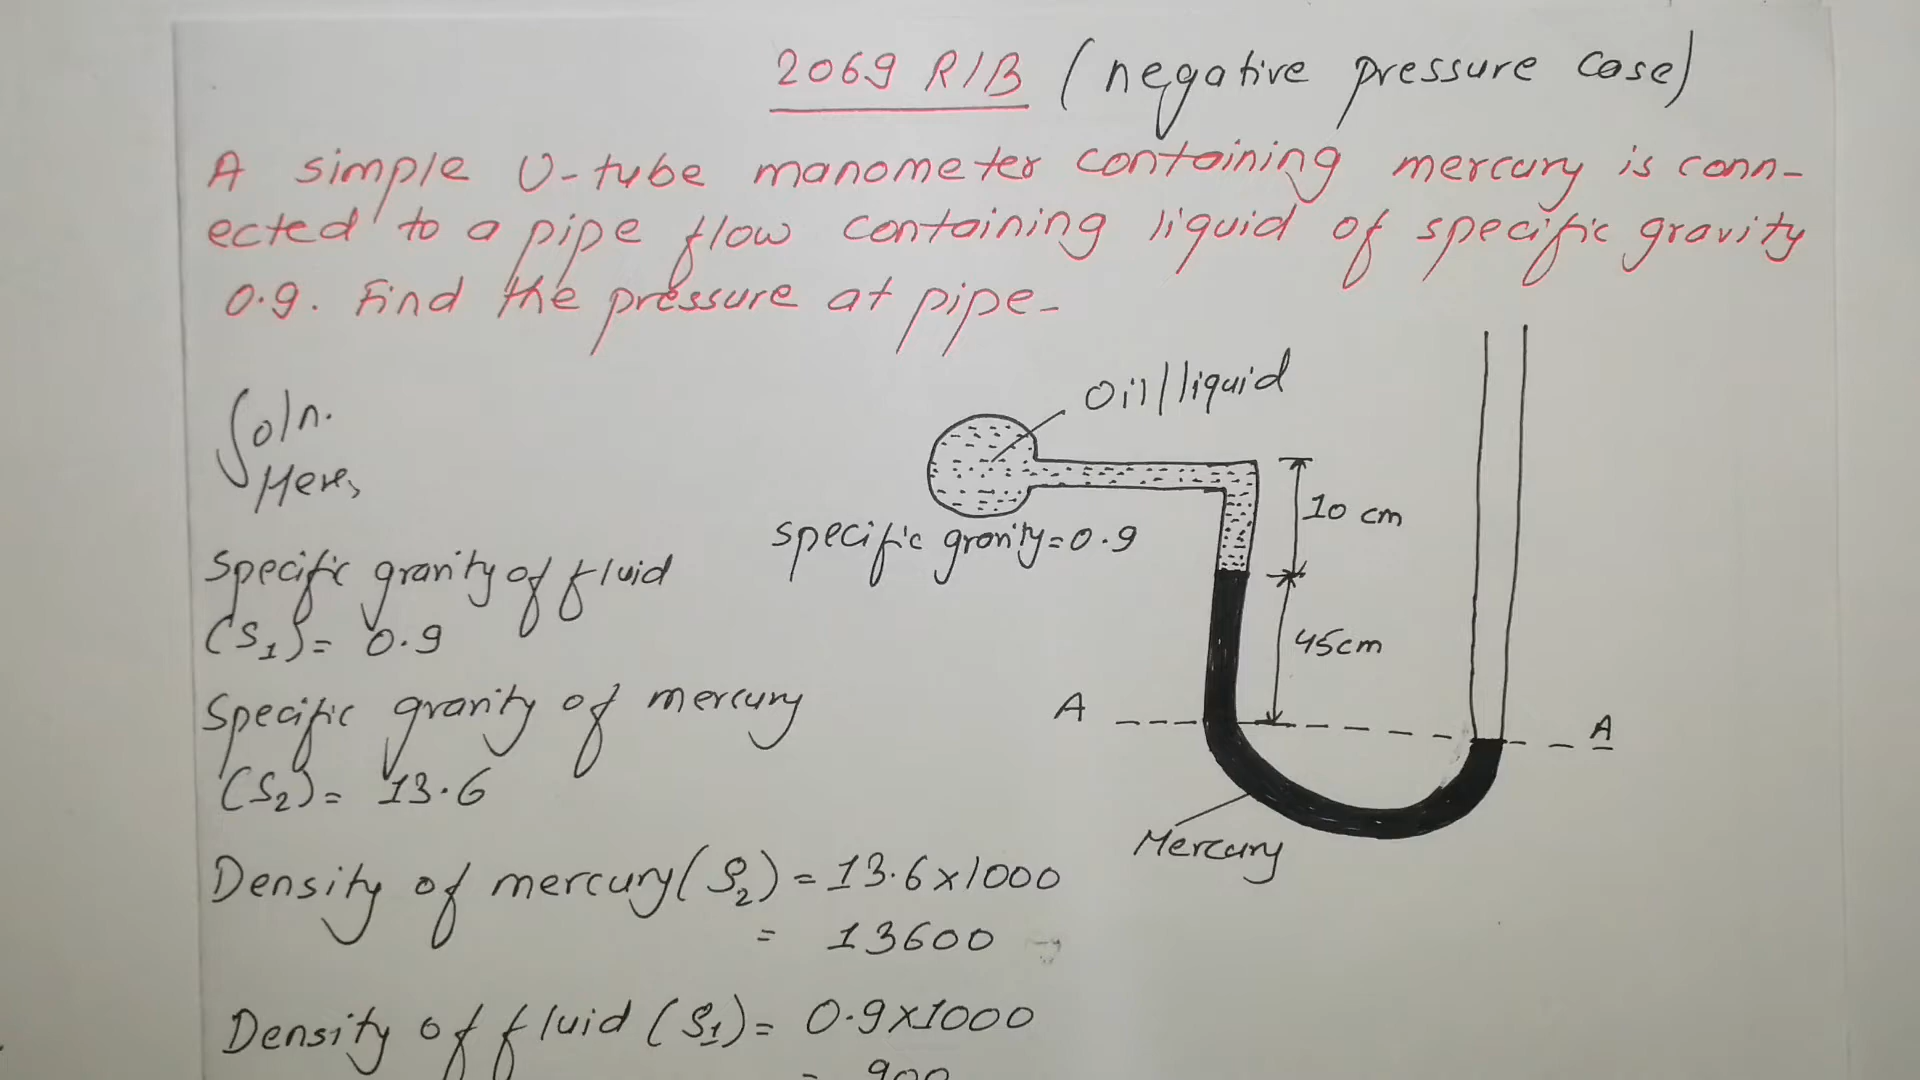 2069 R/B (negative pressure case)
A simple U-tube manometer containing mercury is conn-
ected to a pipe flow containing liquid of specific gravity
0.9. Find the pressure at pipe-
Soln.
Here,
Oil/liquid
10 cm
specific gravity=0.9
Specific gravity of fluid
(S1)= 0.9
45cm
A
A
Specific gravity of mercury
(S2)= 13.6
Mercury
Density of mercury(ρ2) = 13.6×1000
= 13600
Density of fluid (ρ1)= 0.9×1000
= 900